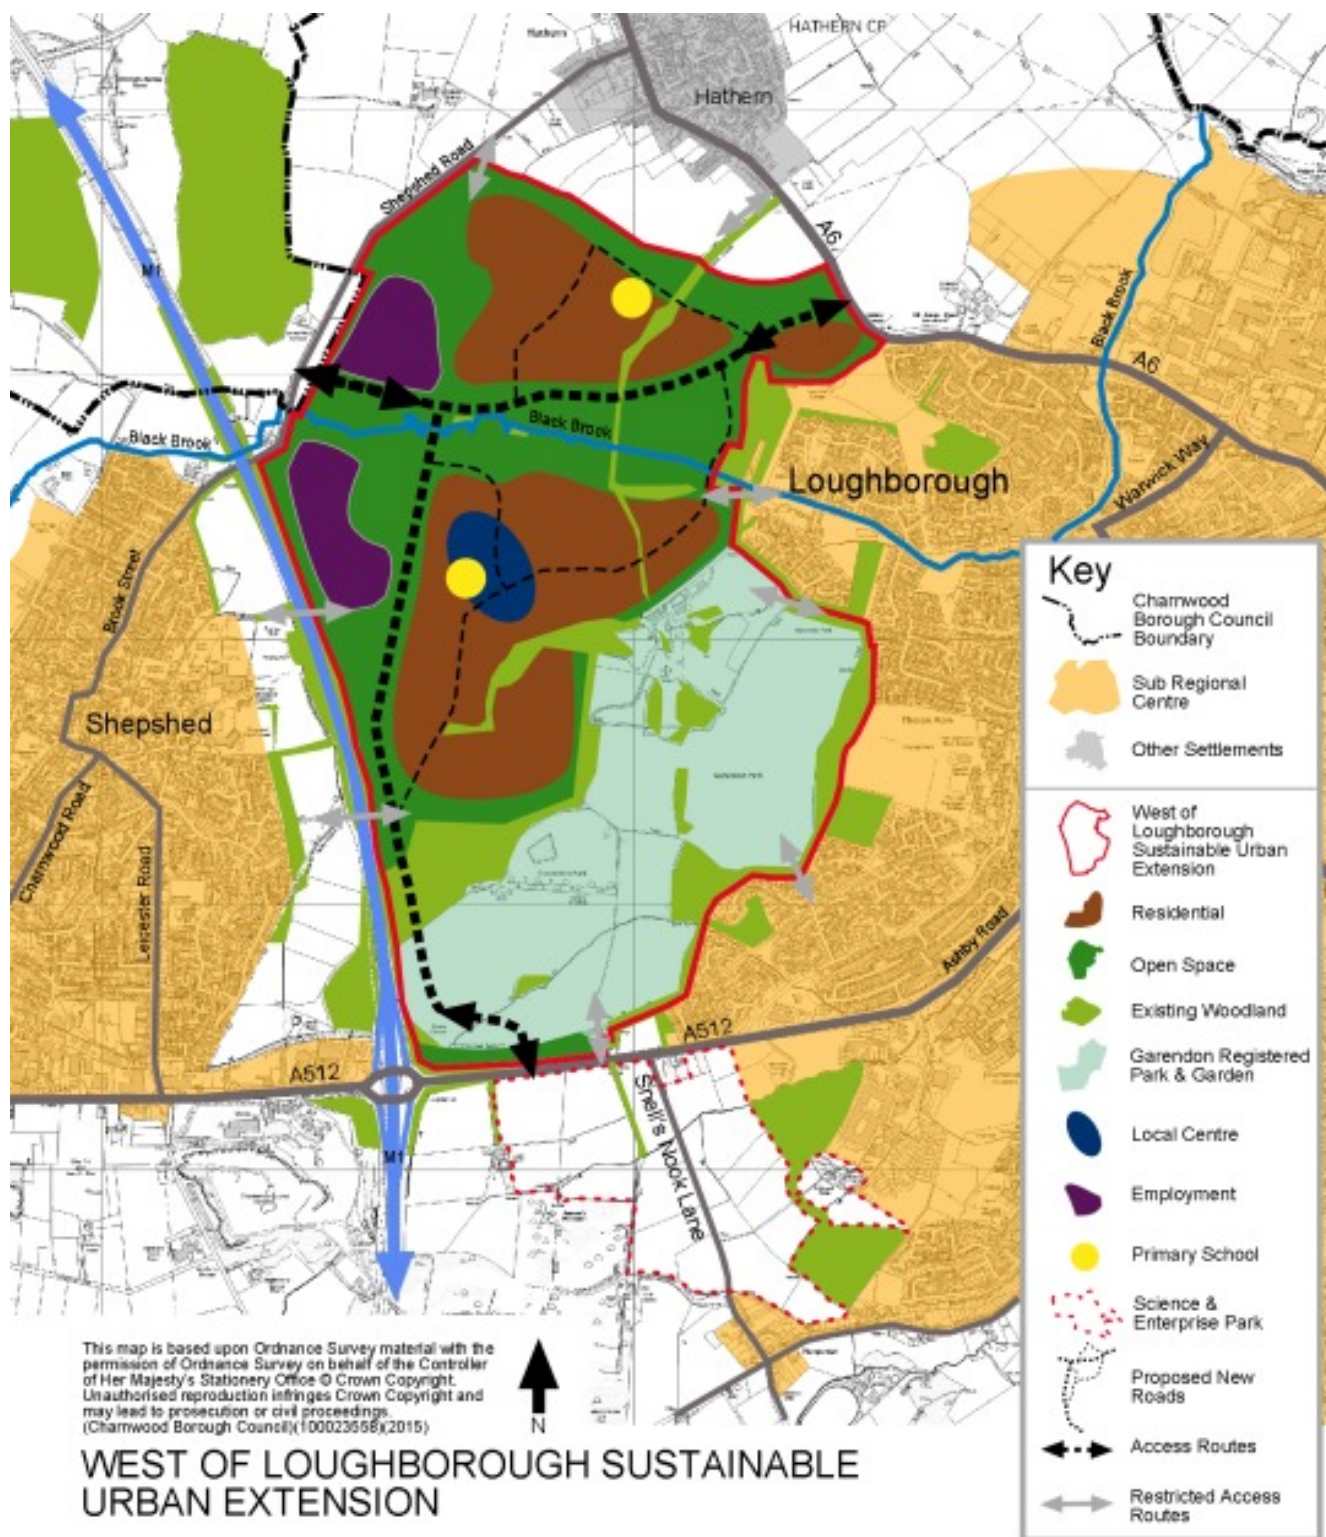 HATHERN CP
Hathern
Hathern
Shepshed Road
A6
M1
Black Brook
A6
Black Brook
Black Brook
Warwick Way
Loughborough
Brook Street
Shepshed
Charnwood Road
Leicester Road
Garendon Park
Ashby Road
A512
A512
Snell's Nook Lane
M1
Key
Charnwood
Borough Council
Boundary
Sub Regional
Centre
Other Settlements
West of
Loughborough
Sustainable Urban
Extension
Residential
Open Space
Existing Woodland
Garendon Registered
Park & Garden
Local Centre
Employment
Primary School
Science &
Enterprise Park
Proposed New
Roads
Access Routes
Restricted Access
Routes
This map is based upon Ordnance Survey material with the
permission of Ordnance Survey on behalf of the Controller
of Her Majesty's Stationery Office © Crown Copyright.
Unauthorised reproduction infringes Crown Copyright and
may lead to prosecution or civil proceedings.
(Charnwood Borough Council)(100023558)(2015)
N
WEST OF LOUGHBOROUGH SUSTAINABLE
URBAN EXTENSION